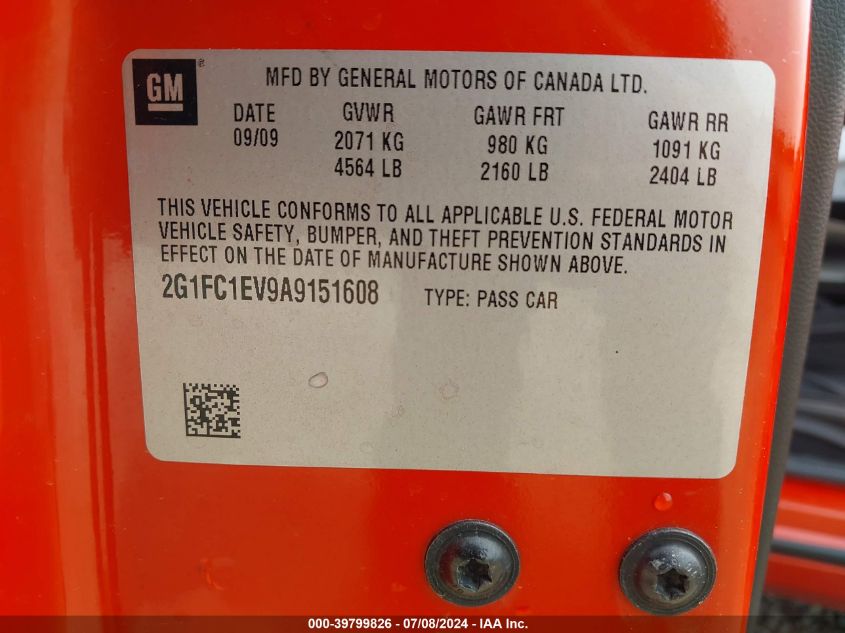 GM ®
MFD BY GENERAL MOTORS OF CANADA LTD.
DATE GVWR GAWR FRT GAWR RR
09/09 2071 KG 980 KG 1091 KG
4564 LB 2160 LB 2404 LB
THIS VEHICLE CONFORMS TO ALL APPLICABLE U.S. FEDERAL MOTOR
VEHICLE SAFETY, BUMPER, AND THEFT PREVENTION STANDARDS IN
EFFECT ON THE DATE OF MANUFACTURE SHOWN ABOVE.
2G1FC1EV9A9151608 TYPE: PASS CAR
000-39799826 - 07/08/2024 - IAA Inc.